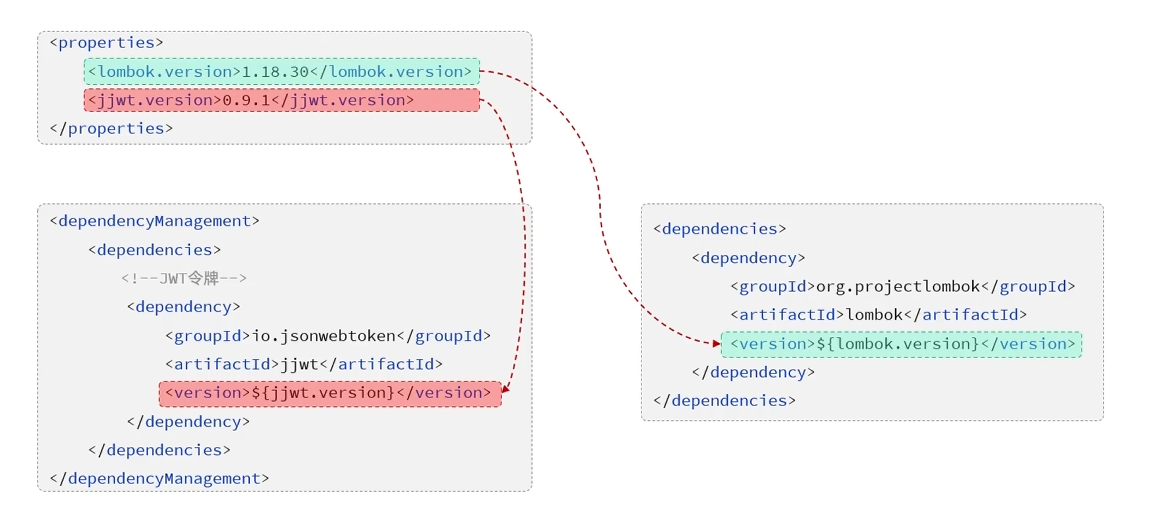 <properties>
<lombok.version>1.18.30</lombok.version>
<jjwt.version>0.9.1</jjwt.version>
</properties>
<dependencyManagement>
<dependencies>
<!--JWT令牌-->
<dependency>
<groupId>io.jsonwebtoken</groupId>
<artifactId>jjwt</artifactId>
<version>${jjwt.version}</version>
</dependency>
</dependencies>
</dependencyManagement>
<dependencies>
<dependency>
<groupId>org.projectlombok</groupId>
<artifactId>lombok</artifactId>
<version>${lombok.version}</version>
</dependency>
</dependencies>